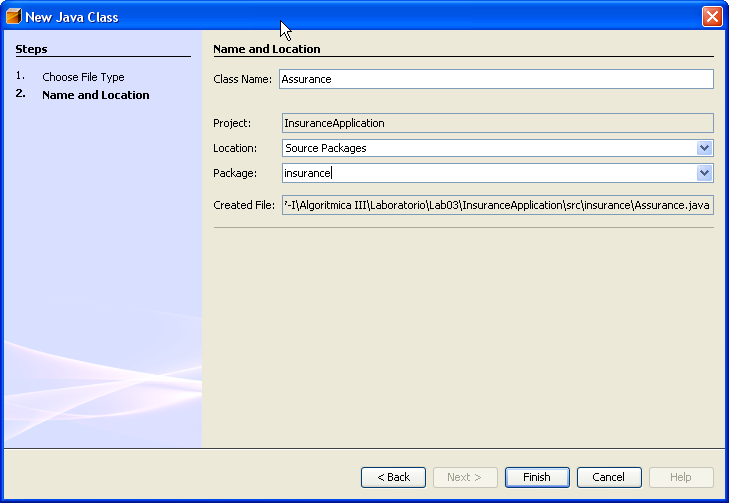 New Java Class
Steps
1. Choose File Type
2. Name and Location
Name and Location
Class Name: Assurance
Project: InsuranceApplication
Location: Source Packages
Package: insurance
Created File: '-I\Algoritmica III\Laboratorio\Lab03\InsuranceApplication\src\insurance\Assurance.java
< Back Next > Finish Cancel Help